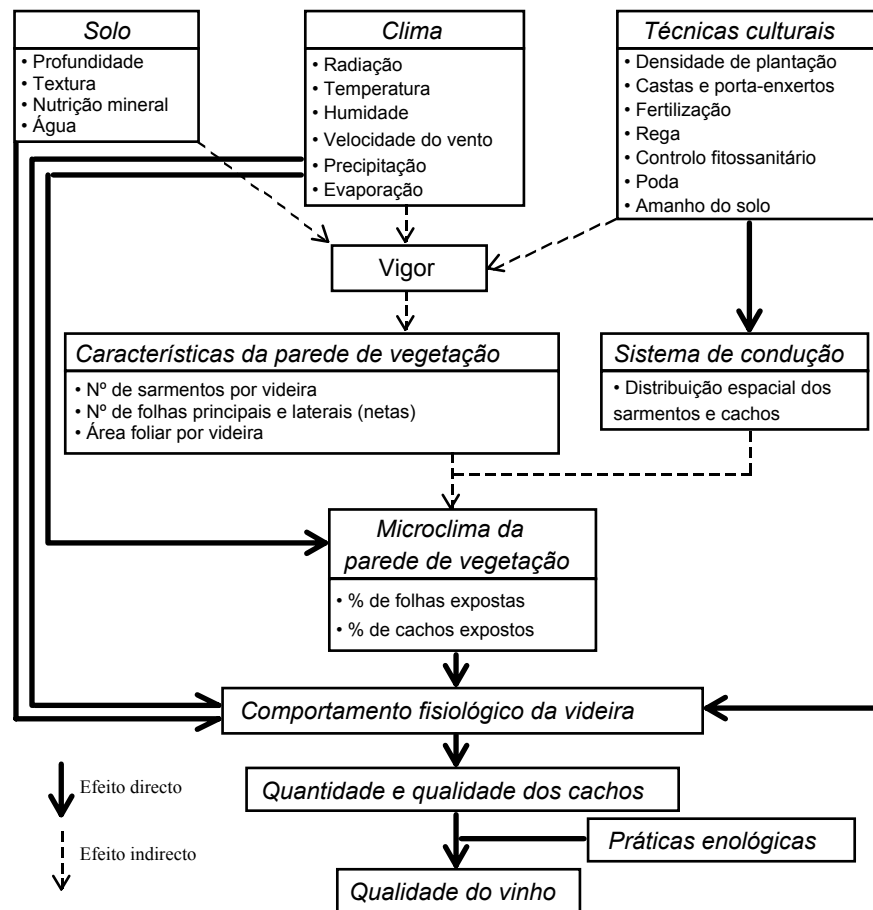 Solo
• Profundidade
• Textura
• Nutrição mineral
• Água
Clima
• Radiação
• Temperatura
• Humidade
• Velocidade do vento
• Precipitação
• Evaporação
Técnicas culturais
• Densidade de plantação
• Castas e porta-enxertos
• Fertilização
• Rega
• Controlo fitossanitário
• Poda
• Amanho do solo
Vigor
Características da parede de vegetação
• Nº de sarmentos por videira
• Nº de folhas principais e laterais (netas)
• Área foliar por videira
Sistema de condução
• Distribuição espacial dos
sarmentos e cachos
Microclima da
parede de vegetação
• % de folhas expostas
• % de cachos expostos
Comportamento fisiológico da videira
Quantidade e qualidade dos cachos
Práticas enológicas
Qualidade do vinho
Efeito directo
Efeito indirecto